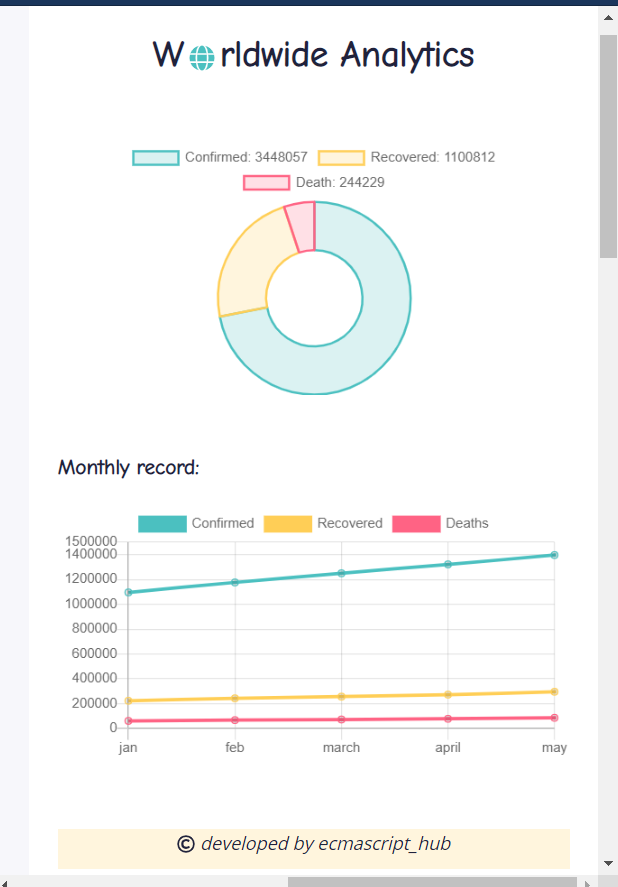 W rldwide Analytics
Confirmed: 3448057 Recovered: 1100812
Death: 244229
Monthly record:
Confirmed Recovered Deaths
1500000
1400000
1200000
1000000
800000
600000
400000
200000
0
jan feb march april may
© developed by ecmascript_hub